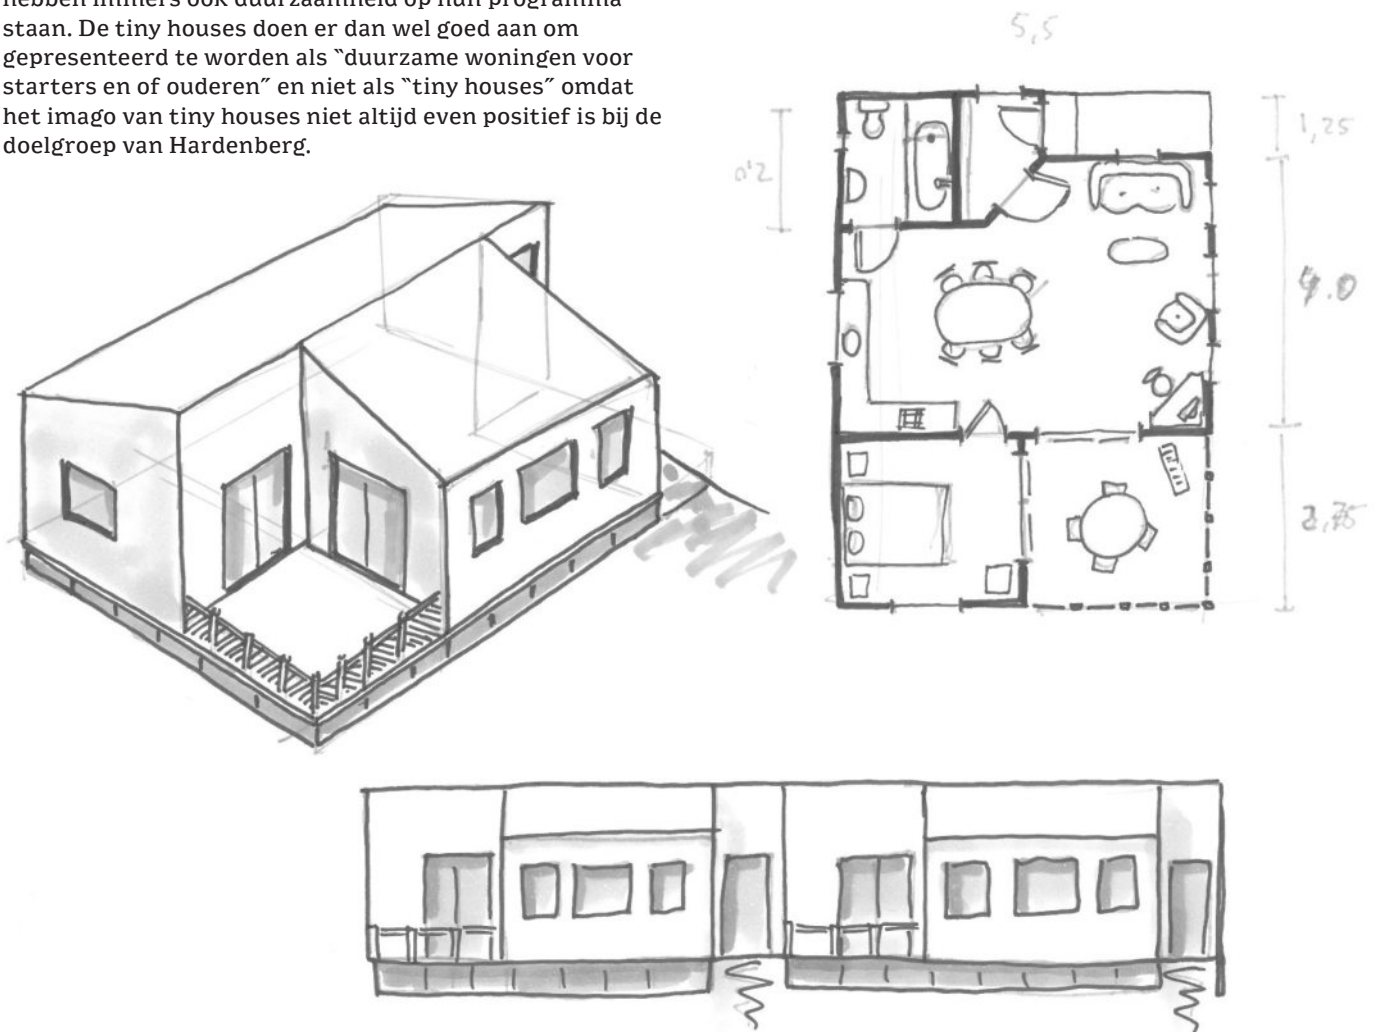 hebben immers ook duurzaamheid op hun programma
staan. De tiny houses doen er dan wel goed aan om
gepresenteerd te worden als “duurzame woningen voor
starters en of ouderen” en niet als “tiny houses” omdat
het imago van tiny houses niet altijd even positief is bij de
doelgroep van Hardenberg.
5,5
1,25
4.0